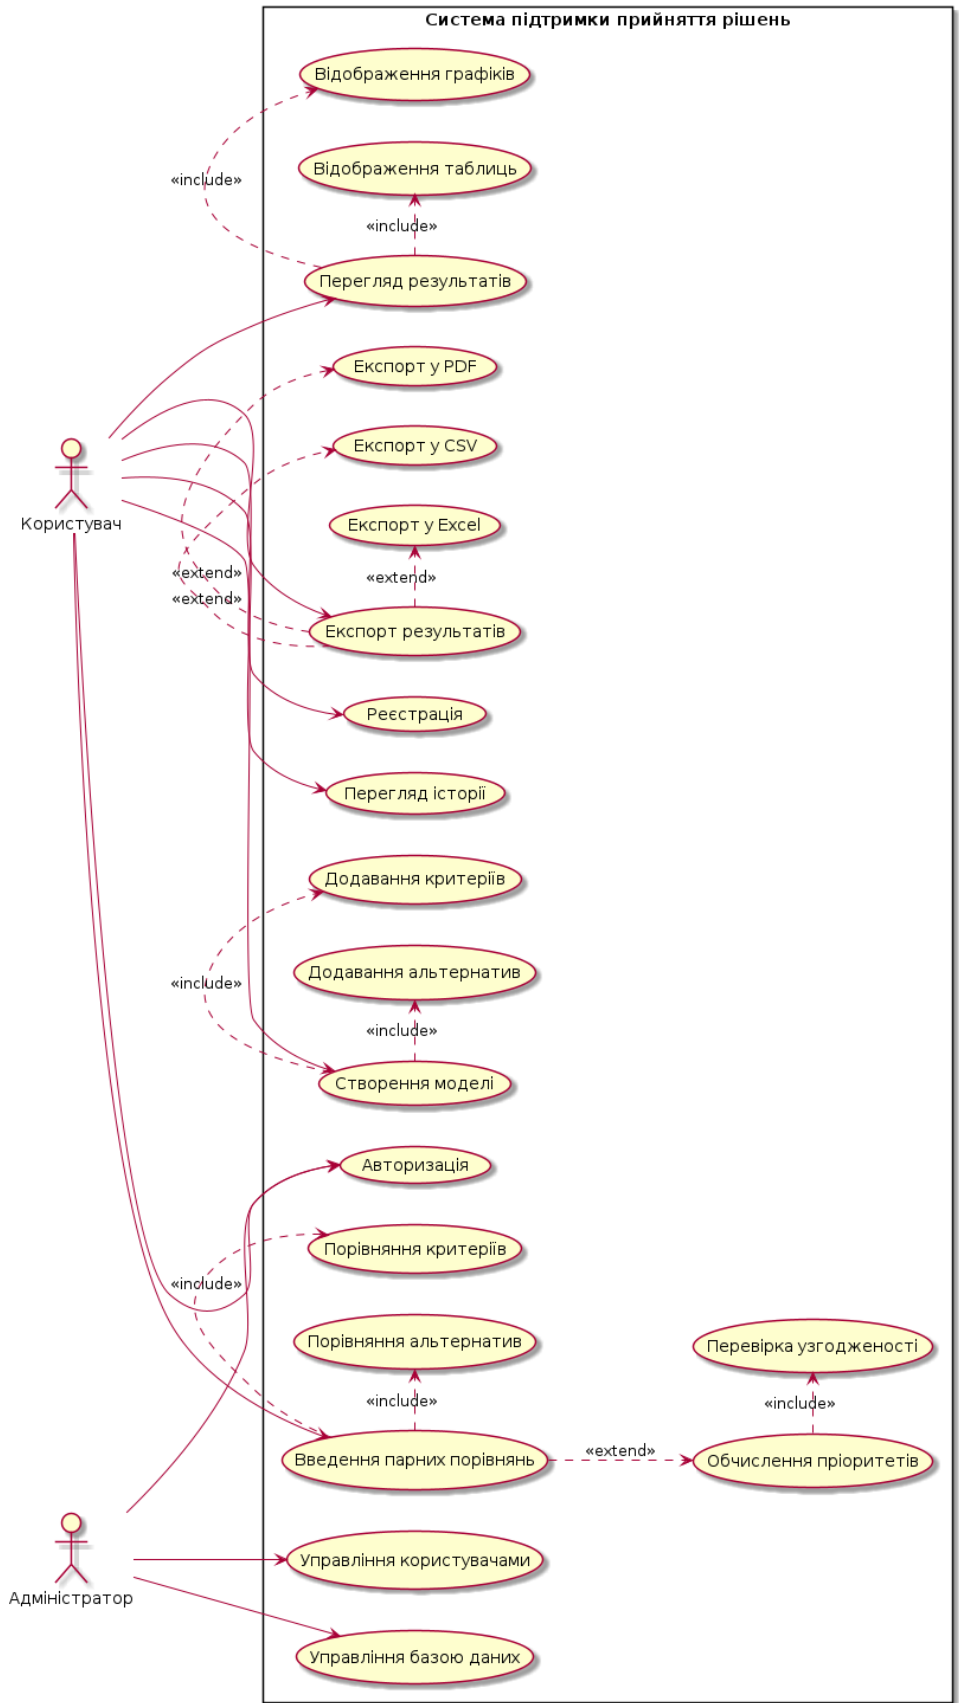 Система підтримки прийняття рішень
Відображення графіків
Відображення таблиць
«include»
«include»
Перегляд результатів
Експорт у PDF
Експорт у CSV
Користувач
Експорт у Excel
«extend»
«extend»
«extend»
Експорт результатів
Реєстрація
Перегляд історії
Додавання критеріїв
Додавання альтернатив
«include»
«include»
Створення моделі
Авторизація
Порівняння критеріїв
«include»
Порівняння альтернатив
Перевірка узгодженості
«include»
«include»
Введення парних порівнянь
«extend»
Обчислення пріоритетів
Адміністратор
Управління користувачами
Управління базою даних